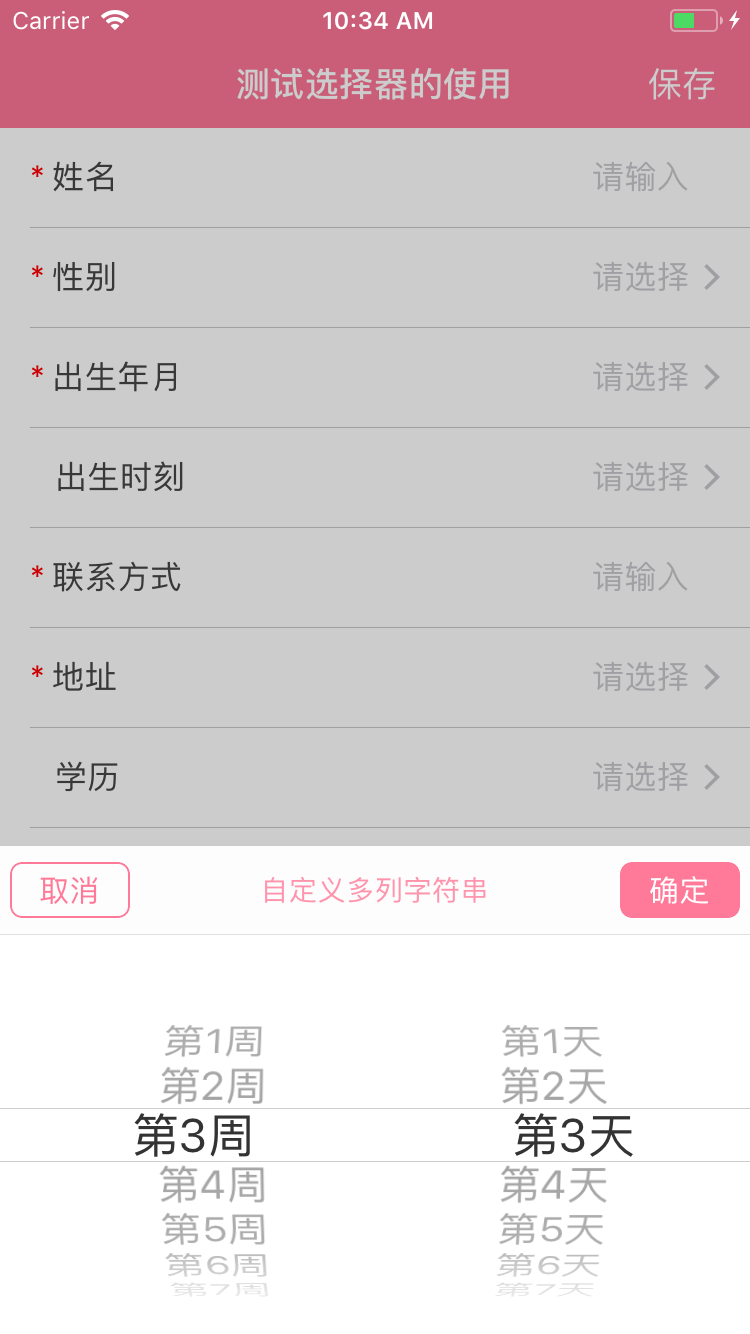 Carrier 10:34 AM
测试选择器的使用 保存
* 姓名 请输入
* 性别 请选择
* 出生年月 请选择
出生时刻 请选择
* 联系方式 请输入
* 地址 请选择
学历 请选择
取消 自定义多列字符串 确定
第1周 第1天
第2周 第2天
第3周 第3天
第4周 第4天
第5周 第5天
第6周 第6天
第7周 第7天